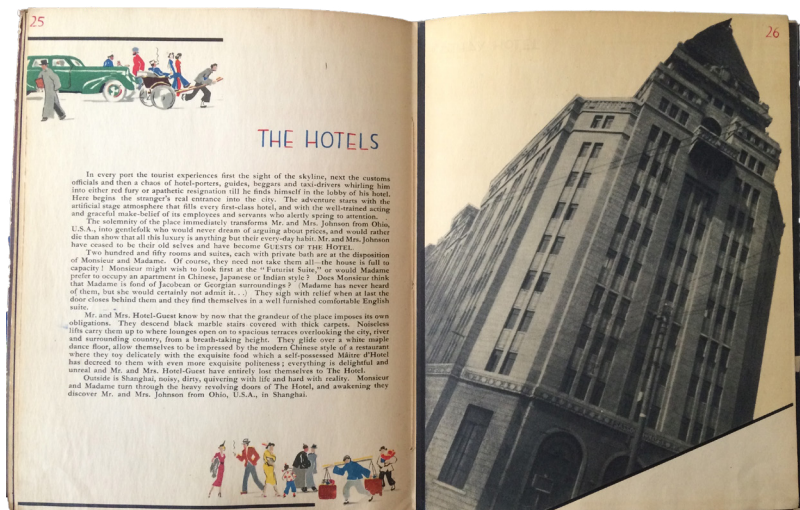 25
THE HOTELS
In every port the tourist experiences first the sight of the skyline, next the customs
officials and then a chaos of hotel-porters, guides, beggars and taxi-drivers whirling him
into either red fury or apathetic resignation till he finds himself in the lobby of his hotel.
Here begins the stranger's real entrance into the city. The adventure starts with the
artificial stage atmosphere that fills every first-class hotel, and with the well-trained acting
and graceful make-belief of its employees and servants who alertly spring to attention.
The solemnity of the place immediately transforms Mr. and Mrs. Johnson from Ohio,
U.S.A., into gentlefolk who would never dream of arguing about prices, and would rather
die than show that all this luxury is anything but their every-day habit. Mr. and Mrs. Johnson
have ceased to be their old selves and have become GUESTS OF THE HOTEL.
Two hundred and fifty rooms and suites, each with private bath are at the disposition
of Monsieur and Madame. Of course, they need not take them all—the house is full to
capacity! Monsieur might wish to look first at the "Futurist Suite," or would Madame
prefer to occupy an apartment in Chinese, Japanese or Indian style? Does Monsieur think
that Madame is fond of Jacobean or Georgian surroundings? (Madame has never heard
of them, but she would certainly not admit it. . .) They sigh with relief when at last the
door closes behind them and they find themselves in a well furnished comfortable English
suite.
Mr. and Mrs. Hotel-Guest know by now that the grandeur of the place imposes its own
obligations. They descend black marble stairs covered with thick carpets. Noiseless
lifts carry them up to where lounges open on to spacious terraces overlooking the city, river
and surrounding country, from a breath-taking height. They glide over a white maple
dance floor, allow themselves to be impressed by the modern Chinese style of a restaurant
where they toy delicately with the exquisite food which a self-possessed Mâitre d'Hotel
has decreed to them with even more exquisite politeness; everything is delightful and
unreal and Mr. and Mrs. Hotel-Guest have entirely lost themselves to The Hotel.
Outside is Shanghai, noisy, dirty, quivering with life and hard with reality. Monsieur
and Madame turn through the heavy revolving doors of The Hotel, and awakening they
discover Mr. and Mrs. Johnson from Ohio, U.S.A., in Shanghai.
26